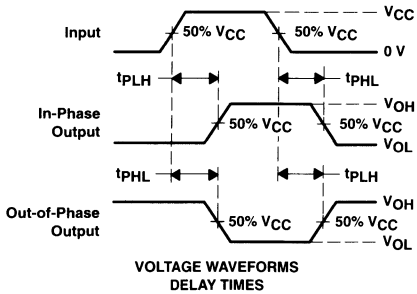 VCC
Input
50% VCC
50% VCC
0 V
tPLH
tPHL
VOH
In-Phase
Output
50% VCC
50% VCC
VOL
tPHL
tPLH
VOH
Out-of-Phase
Output
50% VCC
50% VCC
VOL
VOLTAGE WAVEFORMS
DELAY TIMES